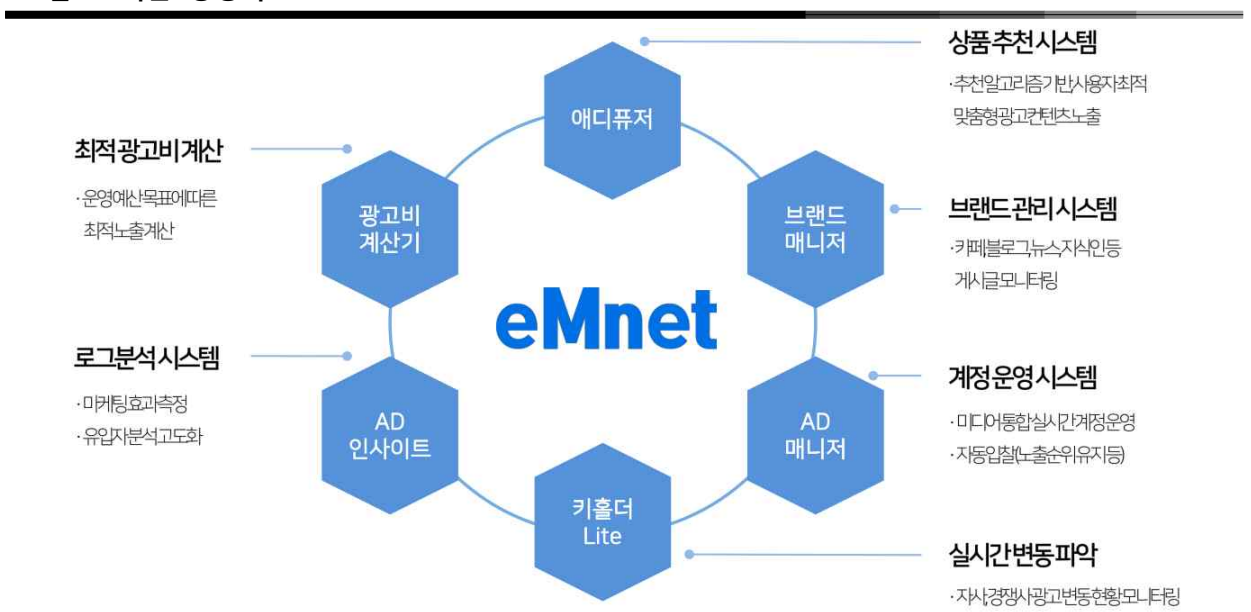 상품 추천 시스템
·추천알고리즘기반,사용자최적
맞춤형광고컨텐츠노출
애디퓨저
최적 광고비 계산
·운영예산목표에따른
최적노출계산
광고비
계산기
브랜드
매니저
브랜드 관리 시스템
·카페,블로그,뉴스,지식인등
게시글모니터링
eMnet
로그분석 시스템
·마케팅효과측정
·유입자분석고도화
AD
인사이트
AD
매니저
계정 운영 시스템
·미디어통합실시간계정운영
·자동입찰(노출순위유지등)
키홀더
Lite
실시간 변동 파악
·자사,경쟁사광고변동현황모니터링